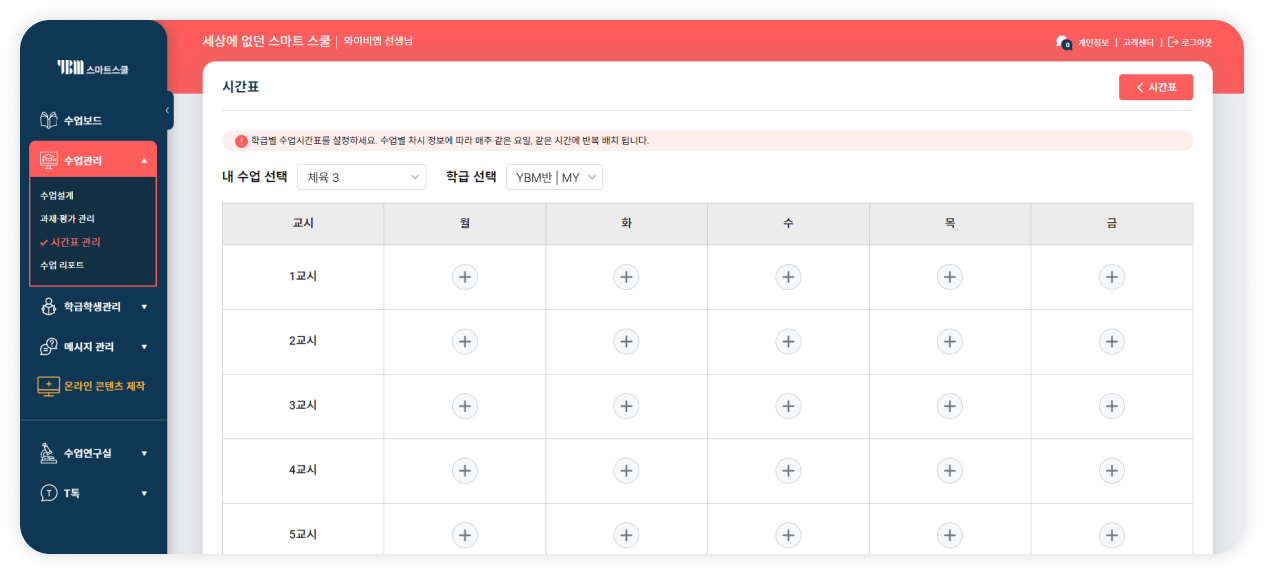 세상에 없던 스마트 스쿨 | 와이비엠 선생님
0 개인정보 | 고객센터 | 로그아웃
YBM 스마트스쿨
수업보드
수업관리
수업설계
과제·평가 관리
시간표 관리
수업 리포트
학급학생관리
메시지 관리
온라인 콘텐츠 제작
수업연구실
T T톡
시간표
시간표
! 학급별 수업시간표를 설정하세요. 수업별 차시 정보에 따라 매주 같은 요일, 같은 시간에 반복 배치 됩니다.
내 수업 선택 체육 3 학급 선택 YBM반 | MY
교시 월 화 수 목 금
1교시
2교시
3교시
4교시
5교시